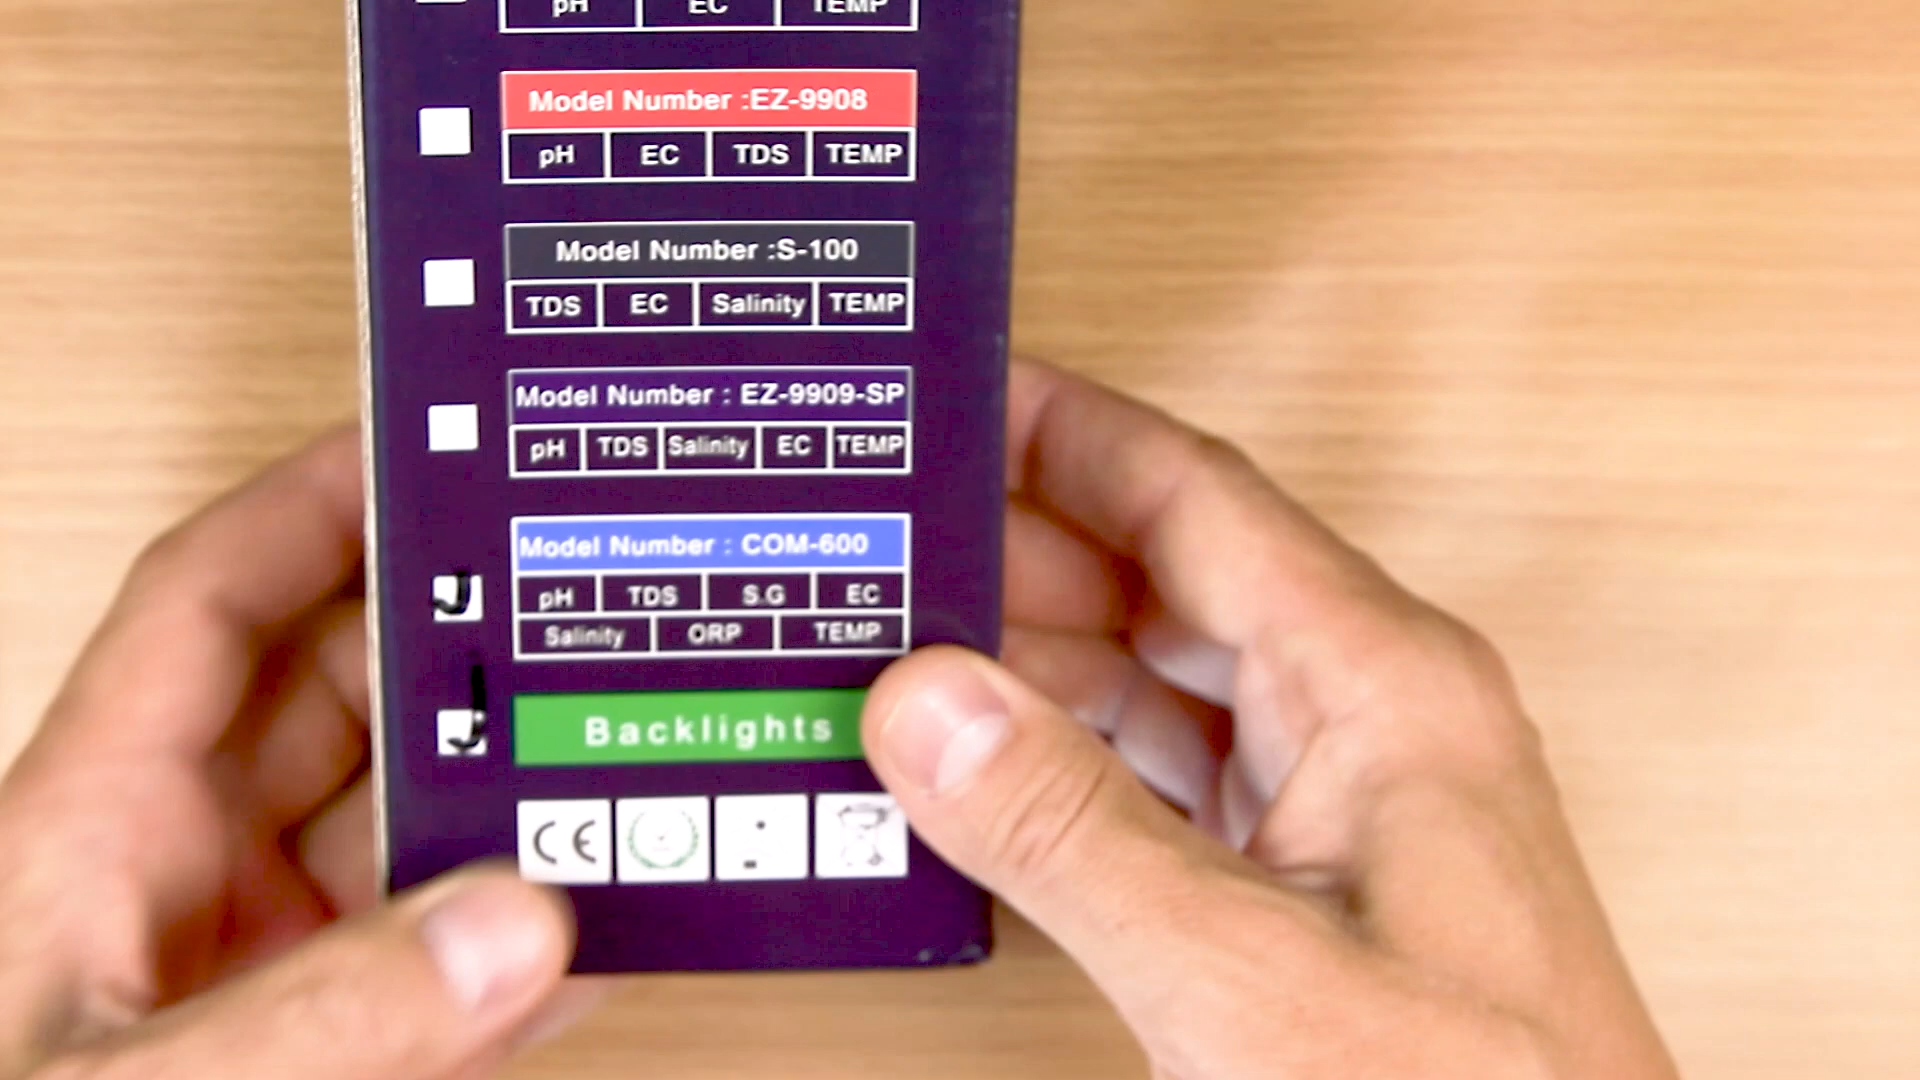 pH EC TEMP
Model Number :EZ-9908
pH EC TDS TEMP
Model Number :S-100
TDS EC Salinity TEMP
Model Number : EZ-9909-SP
pH TDS Salinity EC TEMP
Model Number : COM-600
pH TDS S.G EC
Salinity ORP TEMP
Backlights
CE